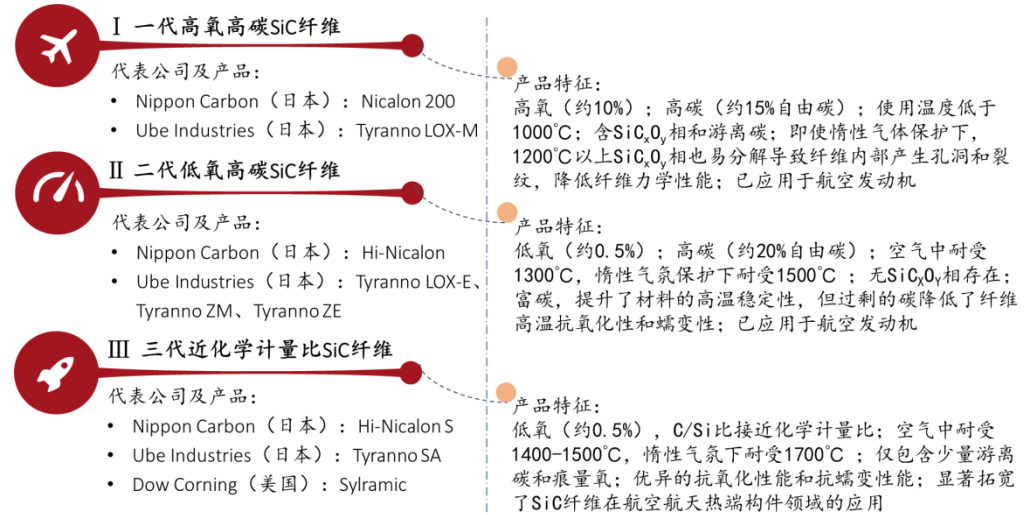 Ⅰ 一代高氧高碳SiC纤维
代表公司及产品：
• Nippon Carbon（日本）：Nicalon 200
• Ube Industries（日本）：Tyranno LOX-M
产品特征：
高氧（约10%）；高碳（约15%自由碳）；使用温度低于
1000℃；含SiCxOy相和游离碳；即使惰性气体保护下，
1200℃以上SiCxOy相也易分解导致纤维内部产生孔洞和裂
纹，降低纤维力学性能；已应用于航空发动机
Ⅱ 二代低氧高碳SiC纤维
代表公司及产品：
• Nippon Carbon（日本）：Hi-Nicalon
• Ube Industries（日本）：Tyranno LOX-E、
Tyranno ZM、Tyranno ZE
产品特征：
低氧（约0.5%）；高碳（约20%自由碳）；空气中耐受
1300℃，惰性气氛保护下耐受1500℃ ；无SiCXOY相存在；
富碳，提升了材料的高温稳定性，但过剩的碳降低了纤维
高温抗氧化性和蠕变性；已应用于航空发动机
Ⅲ 三代近化学计量比SiC纤维
代表公司及产品：
• Nippon Carbon（日本）：Hi-Nicalon S
• Ube Industries（日本）：Tyranno SA
• Dow Corning（美国）：Sylramic
产品特征：
低氧（约0.5%），C/Si比接近化学计量比；空气中耐受
1400-1500℃，惰性气氛下耐受1700℃ ；仅包含少量游离
碳和痕量氧；优异的抗氧化性能和抗蠕变性能；显著拓宽
了SiC纤维在航空航天热端构件领域的应用